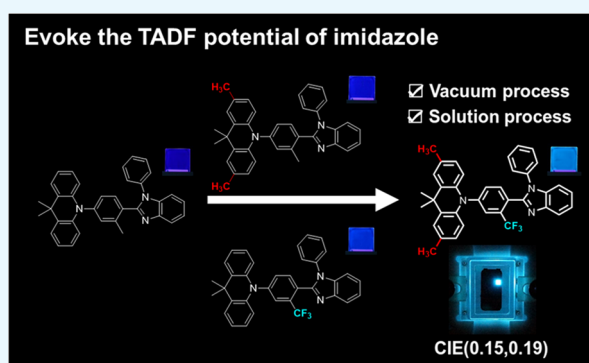 Evoke the TADF potential of imidazole
H₃C
N
N
N
H₃C
☑ Vacuum process
☑ Solution process
N
N
N
H₃C
N
N
N
CF₃
H₃C
N
N
N
CF₃
CIE(0.15,0.19)